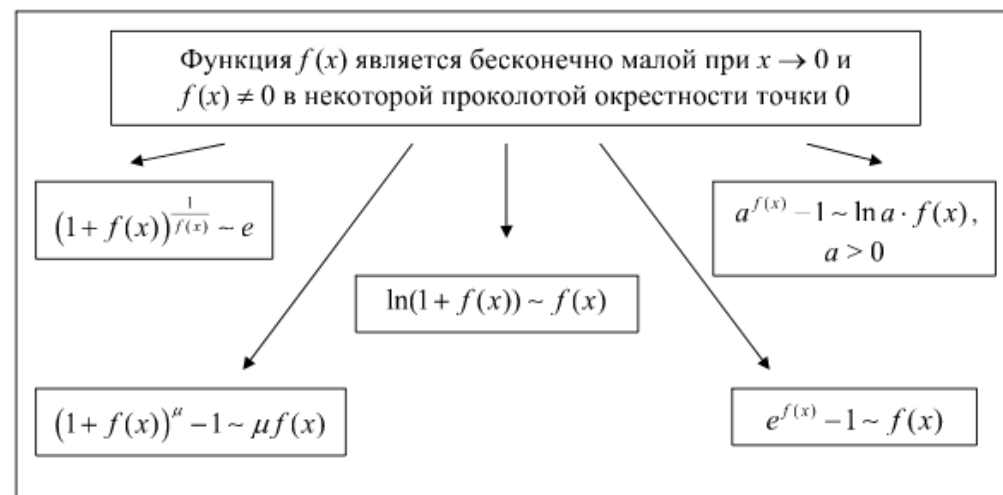 Функция f(x) является бесконечно малой при x → 0 и
f(x) ≠ 0 в некоторой проколотой окрестности точки 0
(1 + f(x))^{1/f(x)} ~ e
a^{f(x)} − 1 ~ ln a · f(x),
a > 0
ln(1 + f(x)) ~ f(x)
(1 + f(x))^μ − 1 ~ μf(x)
e^{f(x)} − 1 ~ f(x)